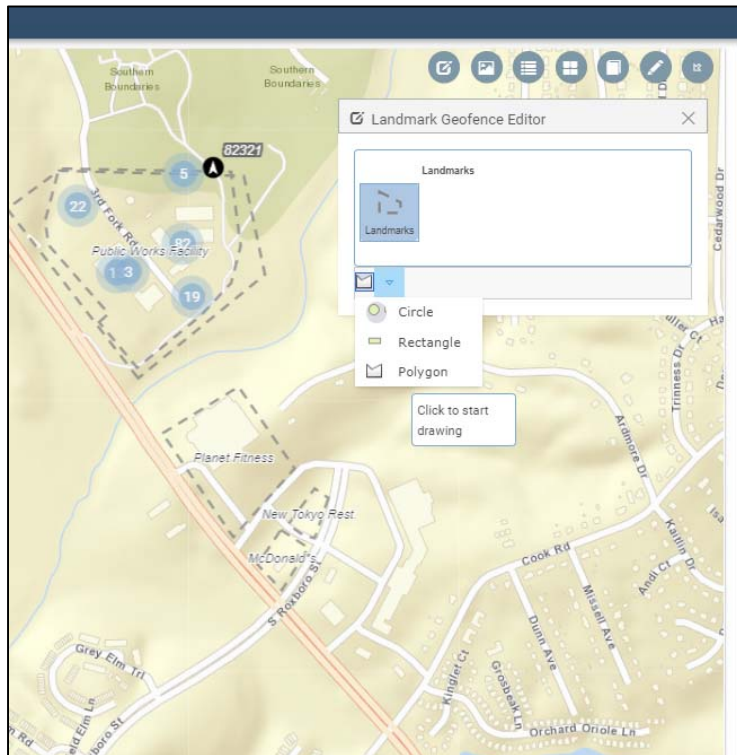 Southern
Boundaries
Southern
Boundaries
Landmark Geofence Editor
Landmarks
Landmarks
Circle
Rectangle
Polygon
Click to start
drawing
82321
5
22
3rd Fork Rd
82
Public Works Facility
1
3
19
Cedarwood Dr
Trinness Dr
Ardmore Dr
Planet Fitness
New Tokyo Rest.
McDonald's
S Roxboro St
Cook Rd
Kaitlin Dr
Andi Ct
Missell Ave
Dunn Ave
Grey Elm Trl
Kinglet Ct
Grosbeak Ln
Orchard Oriole Ln